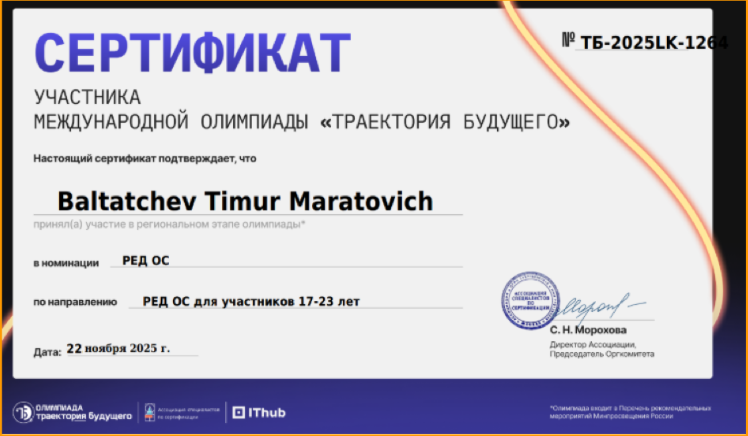 СЕРТИФИКАТ
№ ТБ-2025LK-1264
УЧАСТНИКА
МЕЖДУНАРОДНОЙ ОЛИМПИАДЫ «ТРАЕКТОРИЯ БУДУЩЕГО»
Настоящий сертификат подтверждает, что
Baltatchev Timur Maratovich
принял(а) участие в региональном этапе олимпиады*
в номинации РЕД ОС
по направлению РЕД ОС для участников 17-23 лет
АССОЦИАЦИЯ
СПЕЦИАЛИСТОВ
ПО
СЕРТИФИКАЦИИ
С. Н. Морохова
Директор Ассоциации,
Председатель Оргкомитета
Дата: 22 ноября 2025 г.
ОЛИМПИАДА
траектория будущего
Ассоциация специалистов
по сертификации
IThub
*Олимпиада входит в Перечень рекомендательных
мероприятий Минпросвещения России